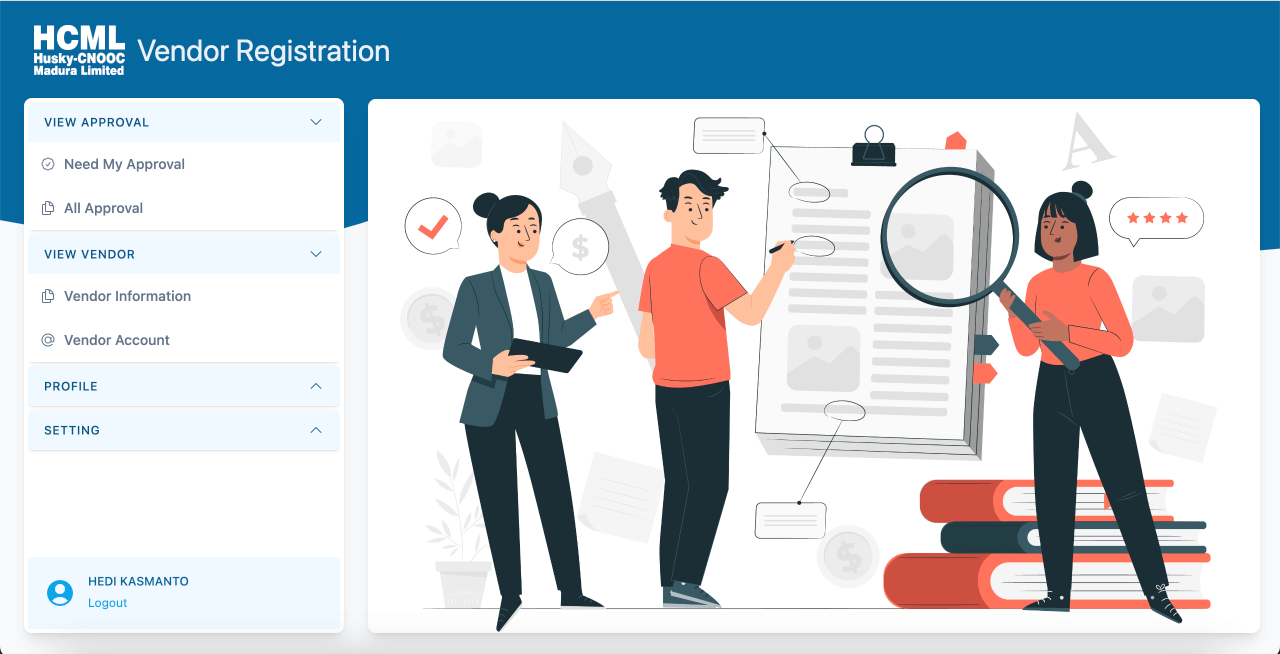 HCML
Husky-CNOOC
Madura Limited
Vendor Registration
VIEW APPROVAL
Need My Approval
All Approval
VIEW VENDOR
Vendor Information
Vendor Account
PROFILE
SETTING
HEDI KASMANTO
Logout
$
A
$
$